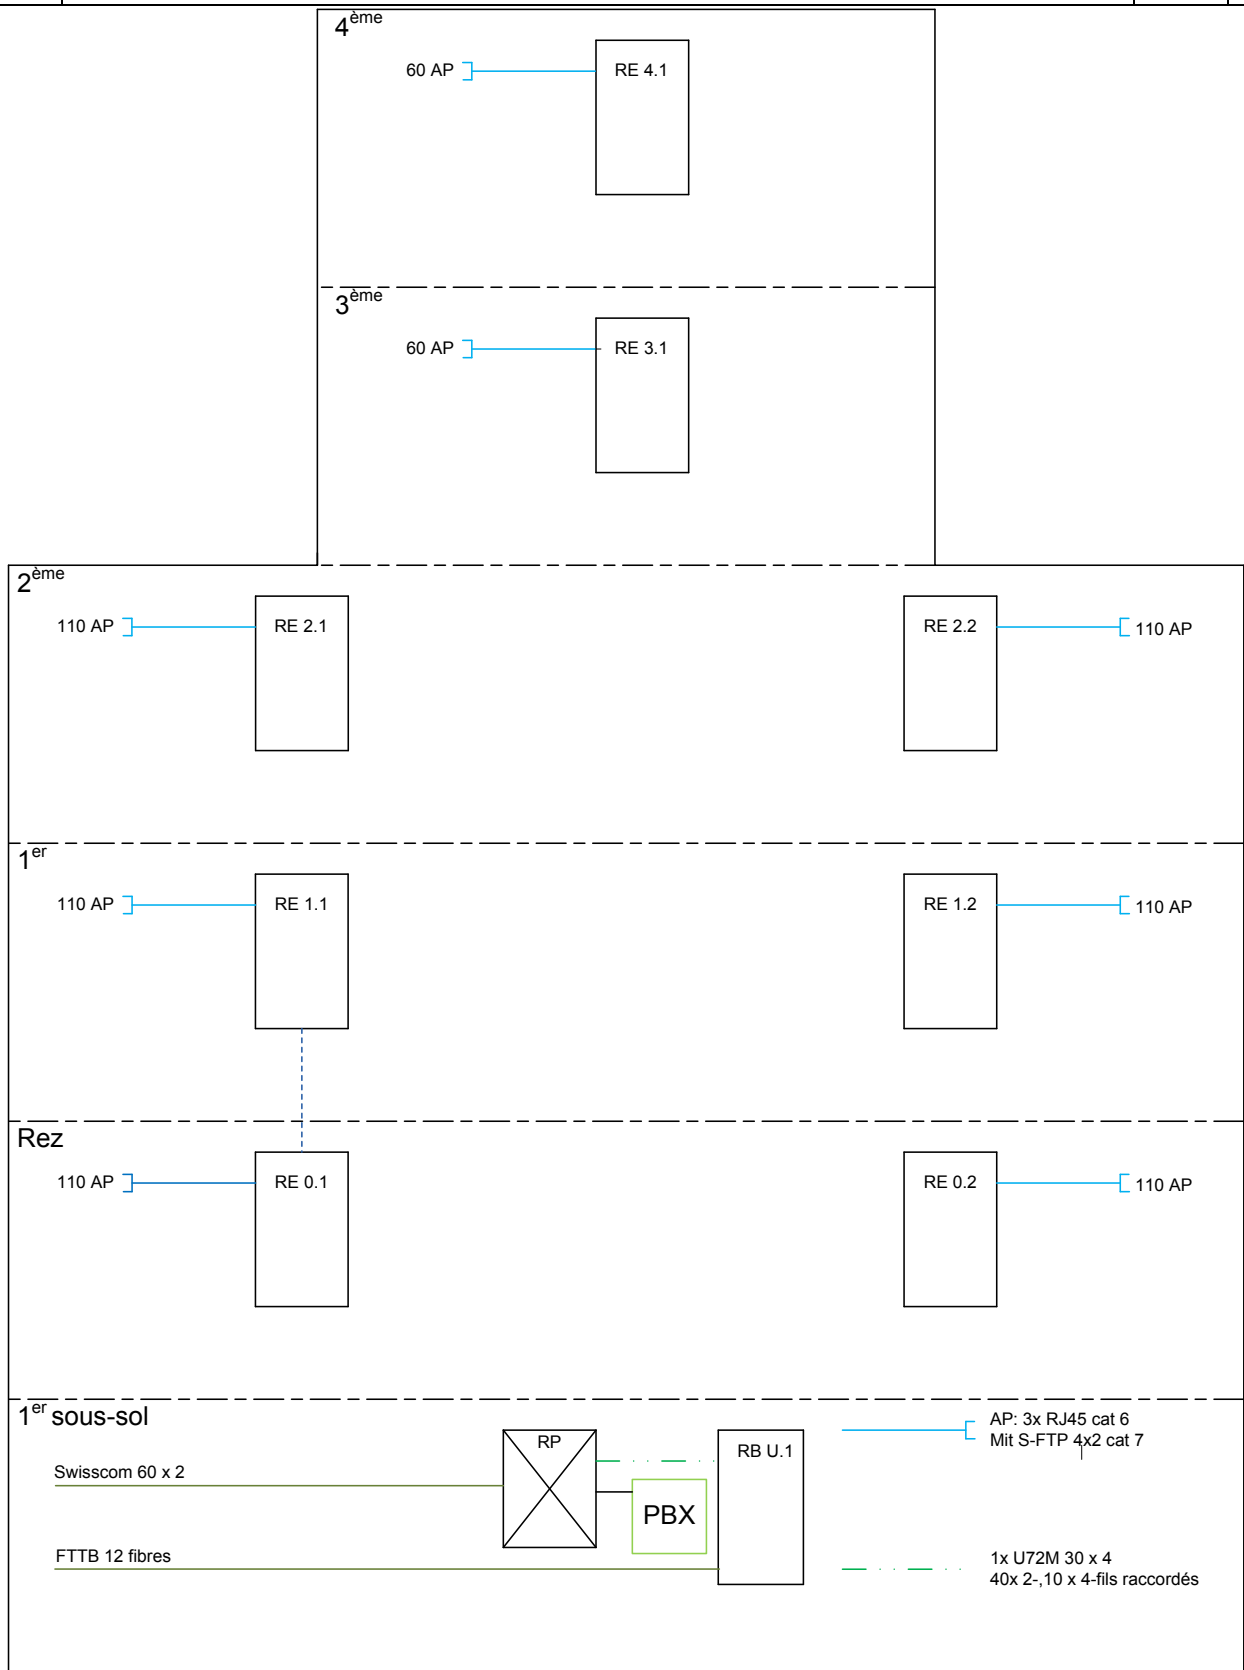 4ème
60 AP
RE 4.1
3ème
60 AP
RE 3.1
2ème
110 AP
RE 2.1
RE 2.2
110 AP
1er
110 AP
RE 1.1
RE 1.2
110 AP
Rez
110 AP
RE 0.1
RE 0.2
110 AP
1er sous-sol
RP
RB U.1
AP: 3x RJ45 cat 6
Mit S-FTP 4x2 cat 7
Swisscom 60 x 2
PBX
FTTB 12 fibres
1x U72M 30 x 4
40x 2-,10 x 4-fils raccordés